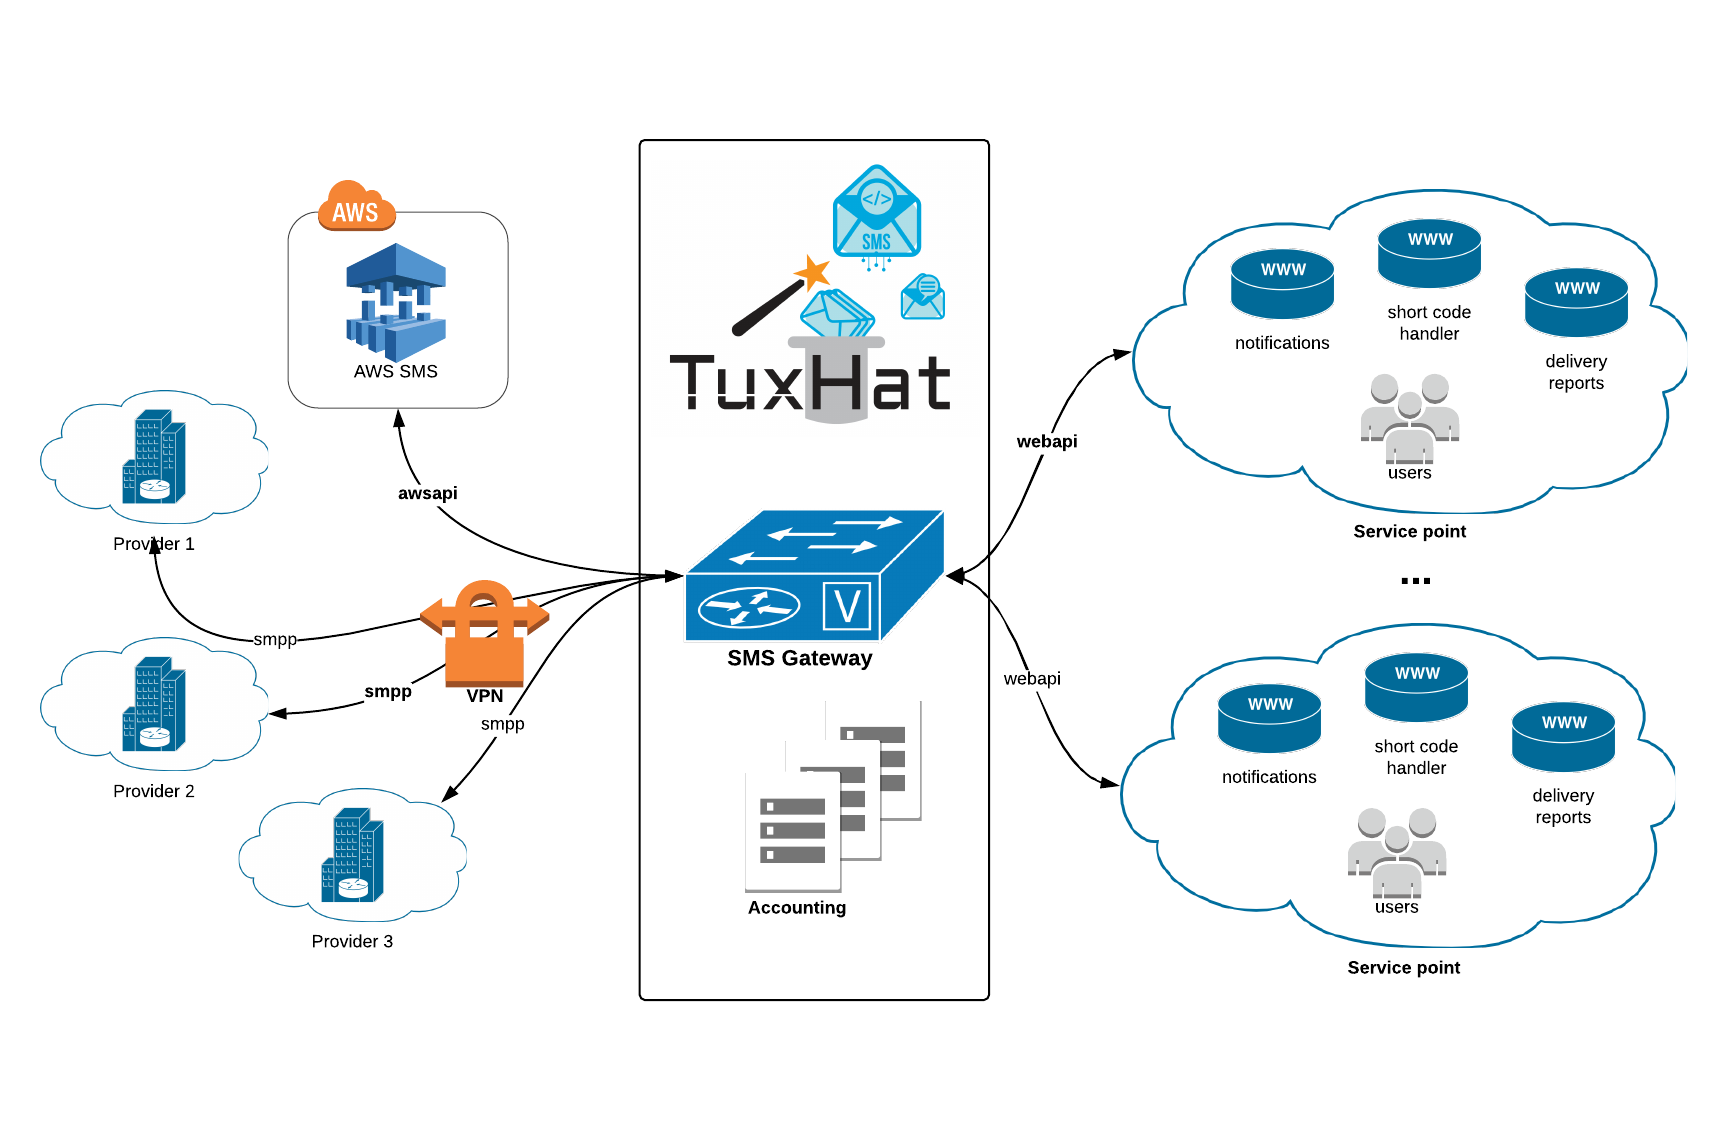 AWS
AWS SMS
Provider 1
smpp
Provider 2
smpp
VPN
smpp
Provider 3
awsapi
</>
SMS
TuxHat
V
SMS Gateway
Accounting
webapi
webapi
WWW
notifications
WWW
short code
handler
WWW
delivery
reports
users
Service point
...
WWW
notifications
WWW
short code
handler
WWW
delivery
reports
users
Service point